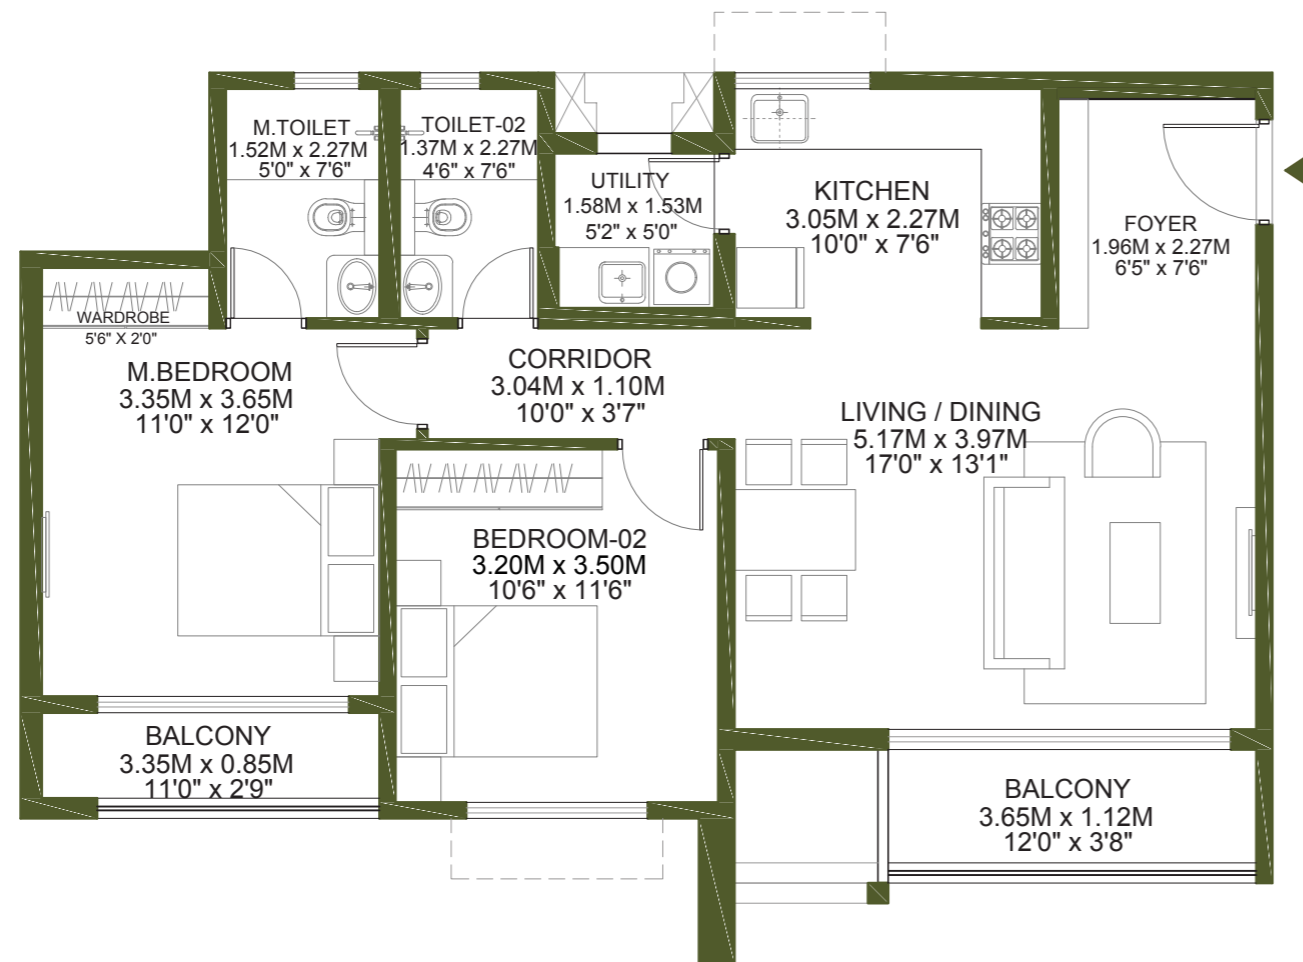 M.TOILET
1.52M x 2.27M
5'0" x 7'6"
TOILET-02
1.37M x 2.27M
4'6" x 7'6"
UTILITY
1.58M x 1.53M
5'2" x 5'0"
KITCHEN
3.05M x 2.27M
10'0" x 7'6"
FOYER
1.96M x 2.27M
6'5" x 7'6"
WARDROBE
5'6" X 2'0"
M.BEDROOM
3.35M x 3.65M
11'0" x 12'0"
CORRIDOR
3.04M x 1.10M
10'0" x 3'7"
LIVING / DINING
5.17M x 3.97M
17'0" x 13'1"
BEDROOM-02
3.20M x 3.50M
10'6" x 11'6"
BALCONY
3.35M x 0.85M
11'0" x 2'9"
BALCONY
3.65M x 1.12M
12'0" x 3'8"